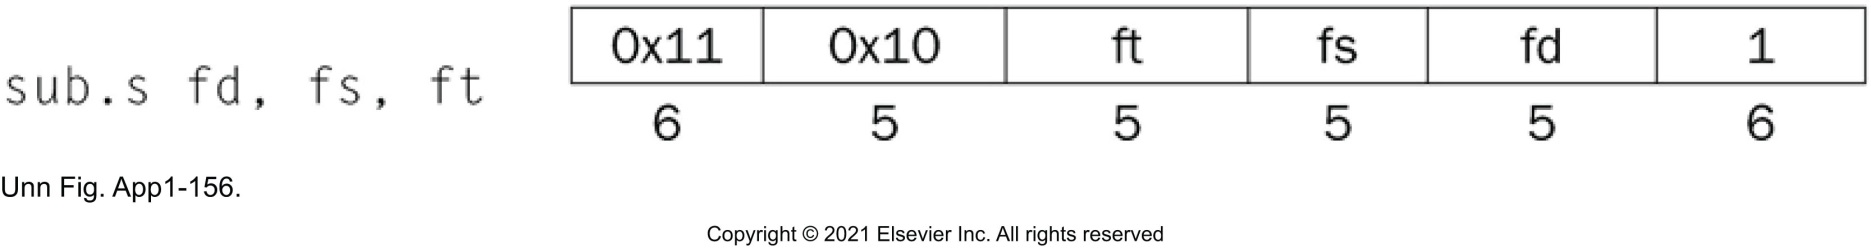 0x11 0x10 ft fs fd 1
sub.s fd, fs, ft
6 5 5 5 5 6
Unn Fig. App1-156.
Copyright © 2021 Elsevier Inc. All rights reserved